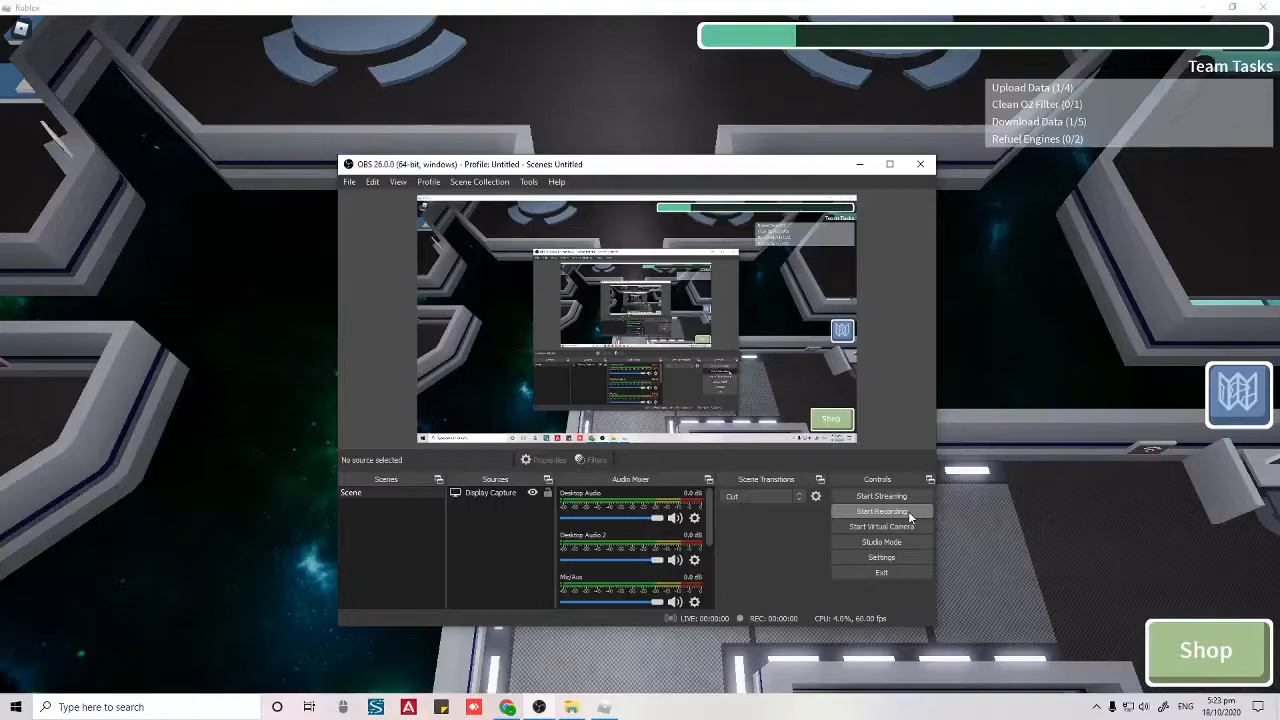 Roblox
Team Tasks
Upload Data (1/4)
Clean O2 Filter (0/1)
Download Data (1/5)
Refuel Engines (0/2)
OBS 26.0.0 (64-bit, windows) - Profile: Untitled - Scenes: Untitled
File Edit View Profile Scene Collection Tools Help
Team Tasks
Shop
No source selected Properties Filters
Scenes Sources Audio Mixer Scene Transitions Controls
Scene
Display Capture
Desktop Audio 0.0 dB
Desktop Audio 2 0.0 dB
Mic/Aux 0.0 dB
Cut
Start Streaming
Start Recording
Start Virtual Camera
Studio Mode
Settings
Exit
LIVE: 00:00:00 REC: 00:00:00 CPU: 4.0%, 60.00 fps
Shop
Type here to search
5:23 pm
18/10/2020